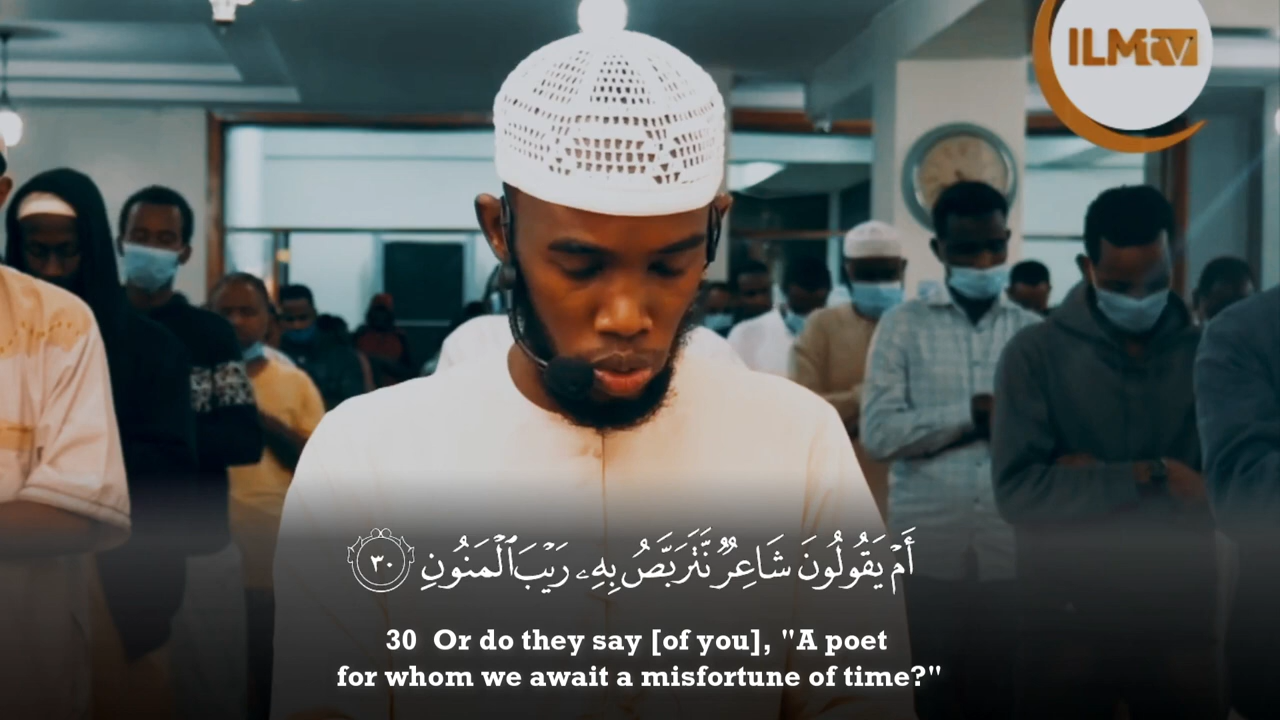 ILMtv
أَمْ يَقُولُونَ شَاعِرٌ نَّتَرَبَّصُ بِهِۦ رَيْبَ ٱلْمَنُونِ ٣٠
30 Or do they say [of you], "A poet
for whom we await a misfortune of time?"